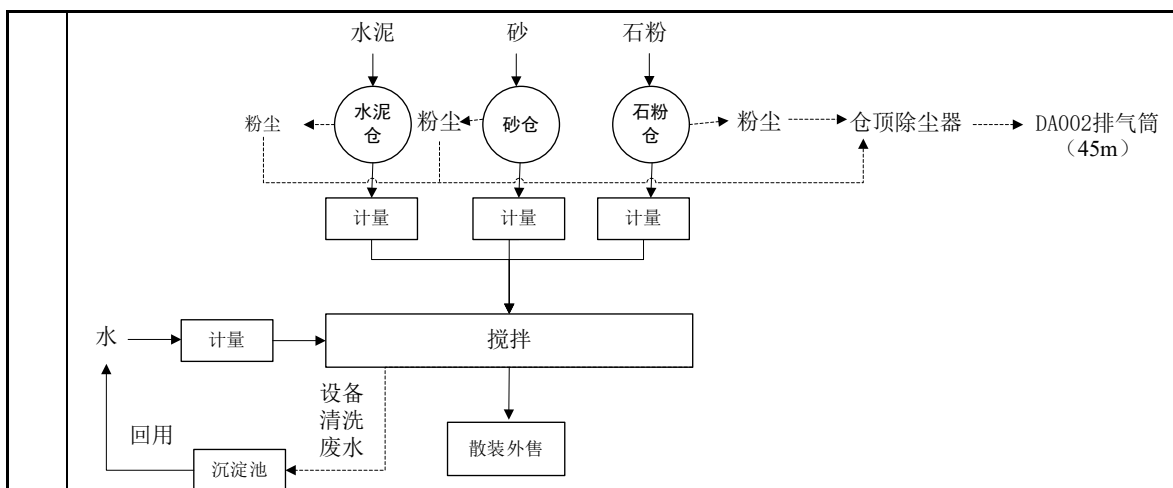 水泥
砂
石粉
粉尘
水泥
仓
粉尘
砂仓
石粉
仓
粉尘
仓顶除尘器
DA002排气筒
（45m）
计量
计量
计量
水
计量
搅拌
设备
清洗
废水
回用
沉淀池
散装外售